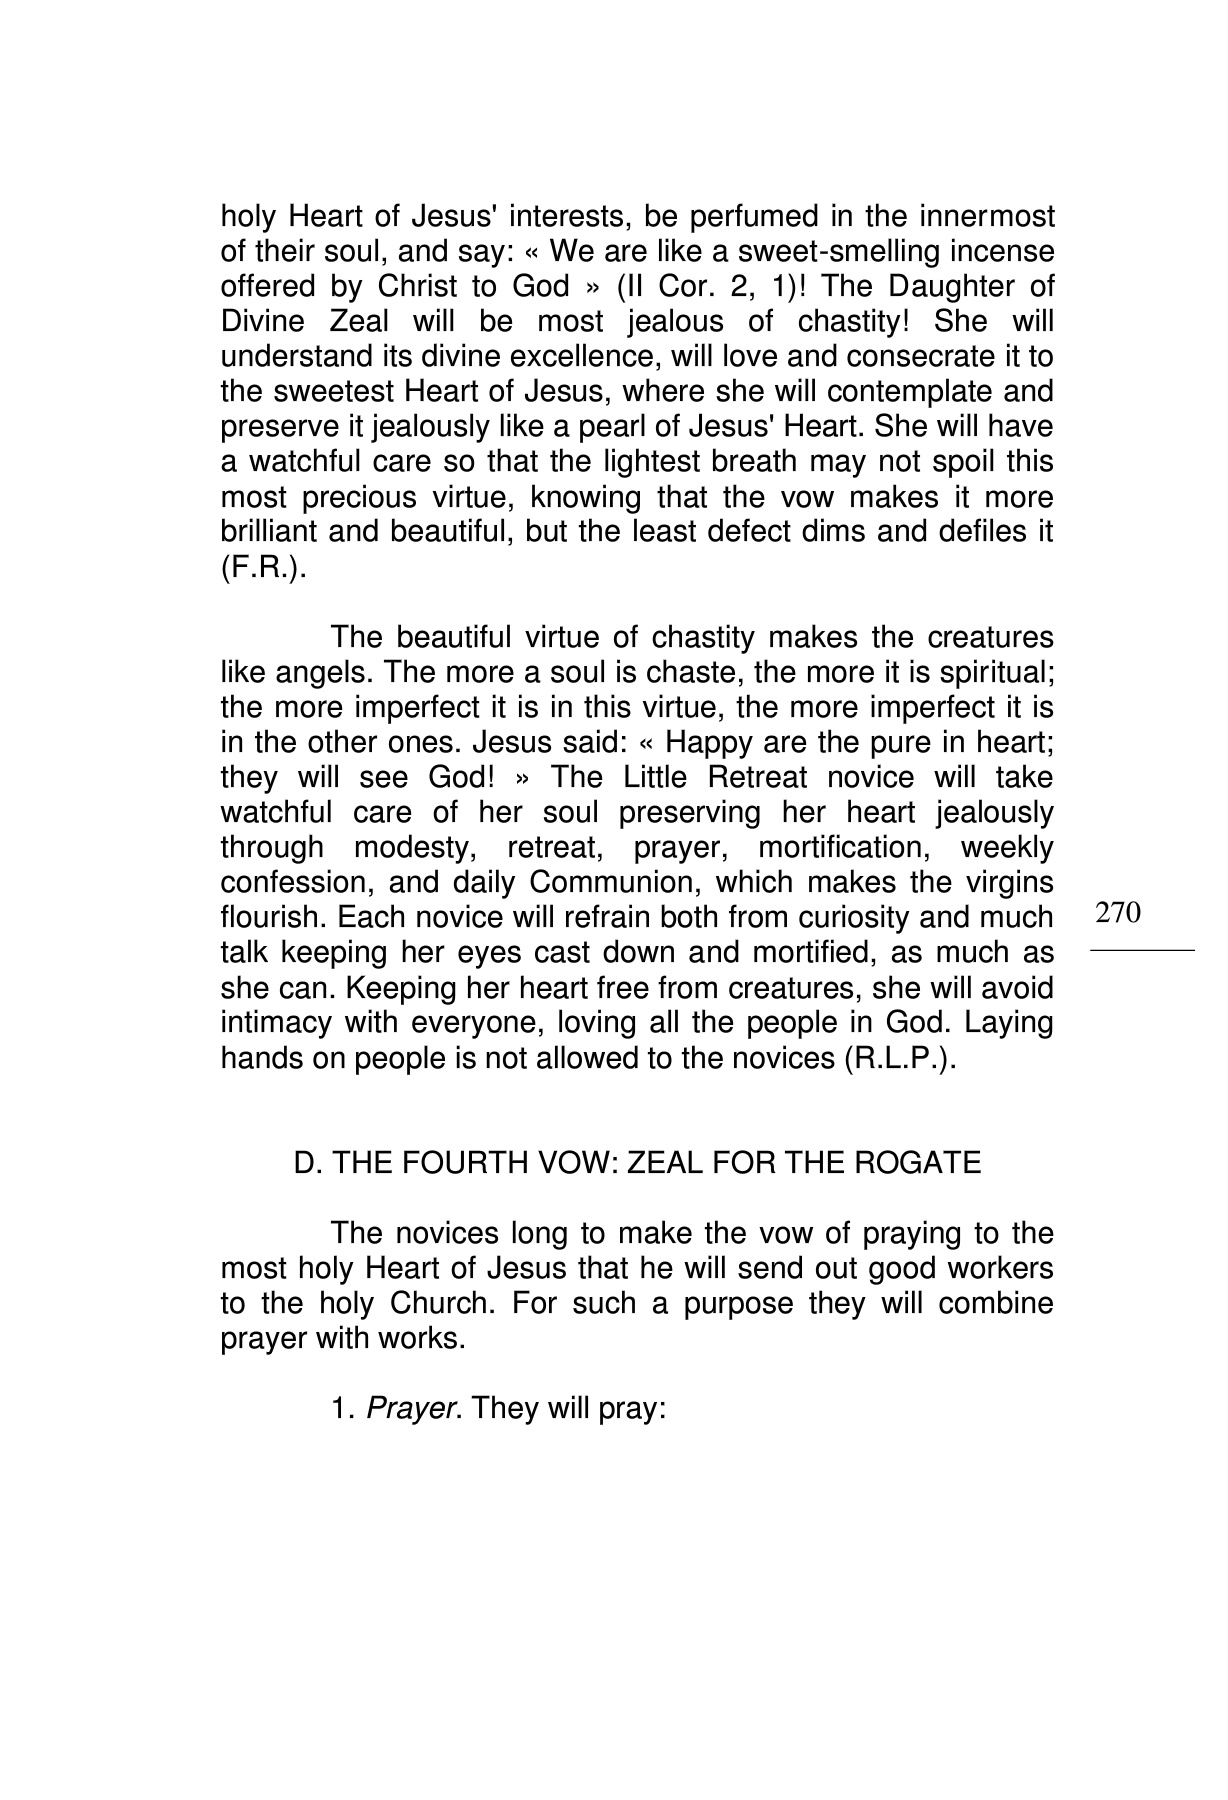 holy Heart of Jesus' interests, be perfumed in the innermost
of their soul, and say: « We are like a sweet-smelling incense
offered by Christ to God » (II Cor. 2, 1)! The Daughter of
Divine Zeal will be most jealous of chastity! She will
understand its divine excellence, will love and consecrate it to
the sweetest Heart of Jesus, where she will contemplate and
preserve it jealously like a pearl of Jesus' Heart. She will have
a watchful care so that the lightest breath may not spoil this
most precious virtue, knowing that the vow makes it more
brilliant and beautiful, but the least defect dims and defiles it
(F.R.).
The beautiful virtue of chastity makes the creatures
like angels. The more a soul is chaste, the more it is spiritual;
the more imperfect it is in this virtue, the more imperfect it is
in the other ones. Jesus said: « Happy are the pure in heart;
they will see God! » The Little Retreat novice will take
watchful care of her soul preserving her heart jealously
through modesty, retreat, prayer, mortification, weekly
confession, and daily Communion, which makes the virgins
flourish. Each novice will refrain both from curiosity and much
270
talk keeping her eyes cast down and mortified, as much as
she can. Keeping her heart free from creatures, she will avoid
intimacy with everyone, loving all the people in God. Laying
hands on people is not allowed to the novices (R.L.P.).
D. THE FOURTH VOW: ZEAL FOR THE ROGATE
The novices long to make the vow of praying to the
most holy Heart of Jesus that he will send out good workers
to the holy Church. For such a purpose they will combine
prayer with works.
1. Prayer. They will pray: